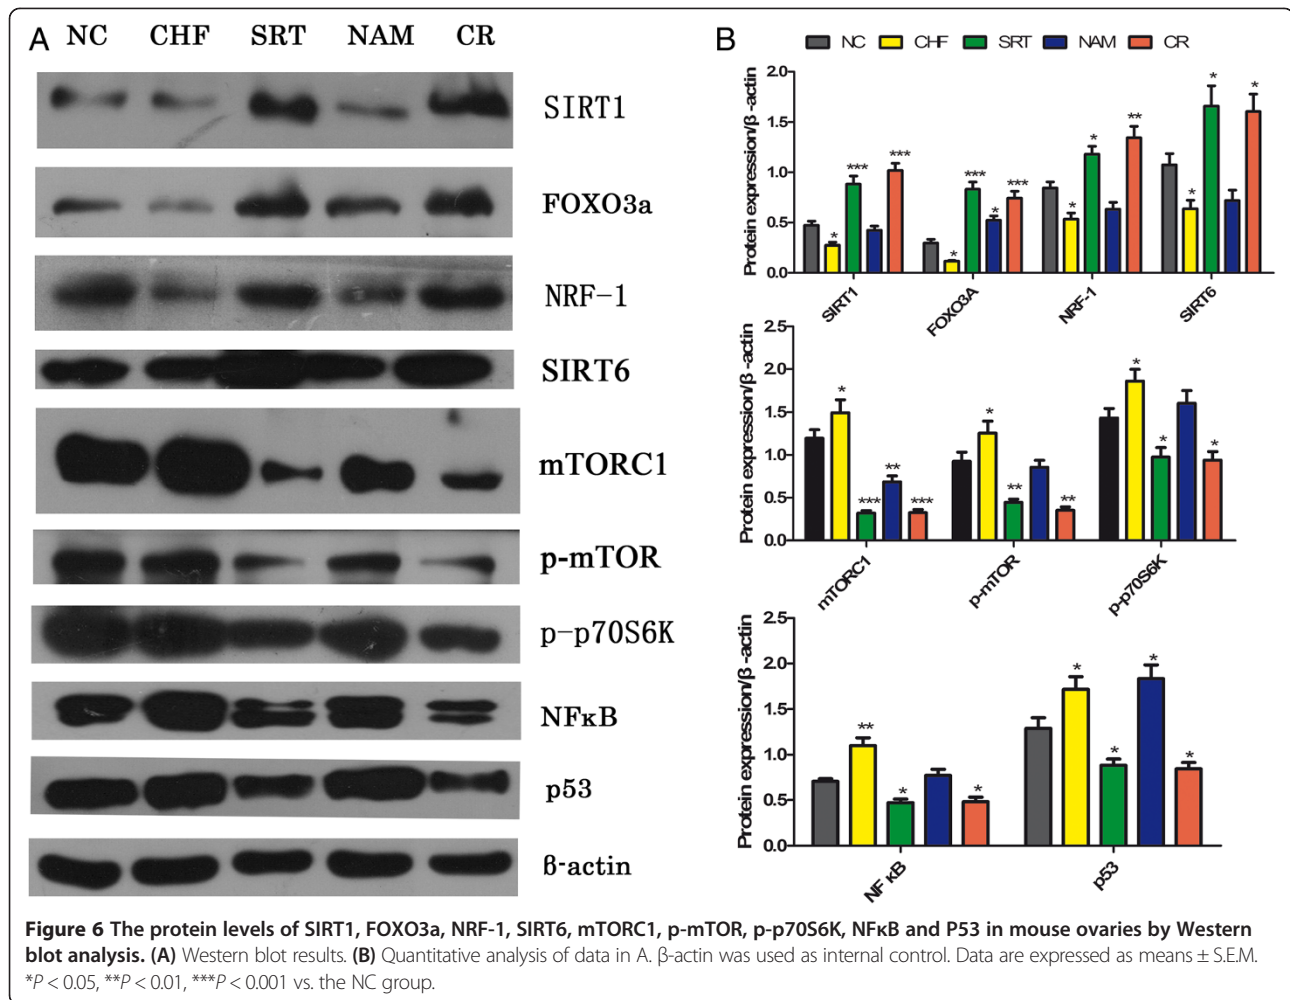 A NC CHF SRT NAM CR
SIRT1
FOXO3a
NRF-1
SIRT6
mTORC1
p-mTOR
p-p70S6K
NFκB
p53
β-actin
B NC CHF SRT NAM CR
Protein expression/β-actin
2.0
1.5
1.0
0.5
0.0
* *** ***
* *** * ***
* * **
* * *
SIRT1 FOXO3A NRF-1 SIRT6
Protein expression/β-actin
2.5
2.0
1.5
1.0
0.5
0.0
* *** ** ***
* ** **
* * *
mTORC1 p-mTOR p-p70S6K
Protein expression/β-actin
2.5
2.0
1.5
1.0
0.5
0.0
** * *
* * * *
NF κB p53
Figure 6 The protein levels of SIRT1, FOXO3a, NRF-1, SIRT6, mTORC1, p-mTOR, p-p70S6K, NFκB and P53 in mouse ovaries by Western
blot analysis. (A) Western blot results. (B) Quantitative analysis of data in A. β-actin was used as internal control. Data are expressed as means ± S.E.M.
*P < 0.05, **P < 0.01, ***P < 0.001 vs. the NC group.